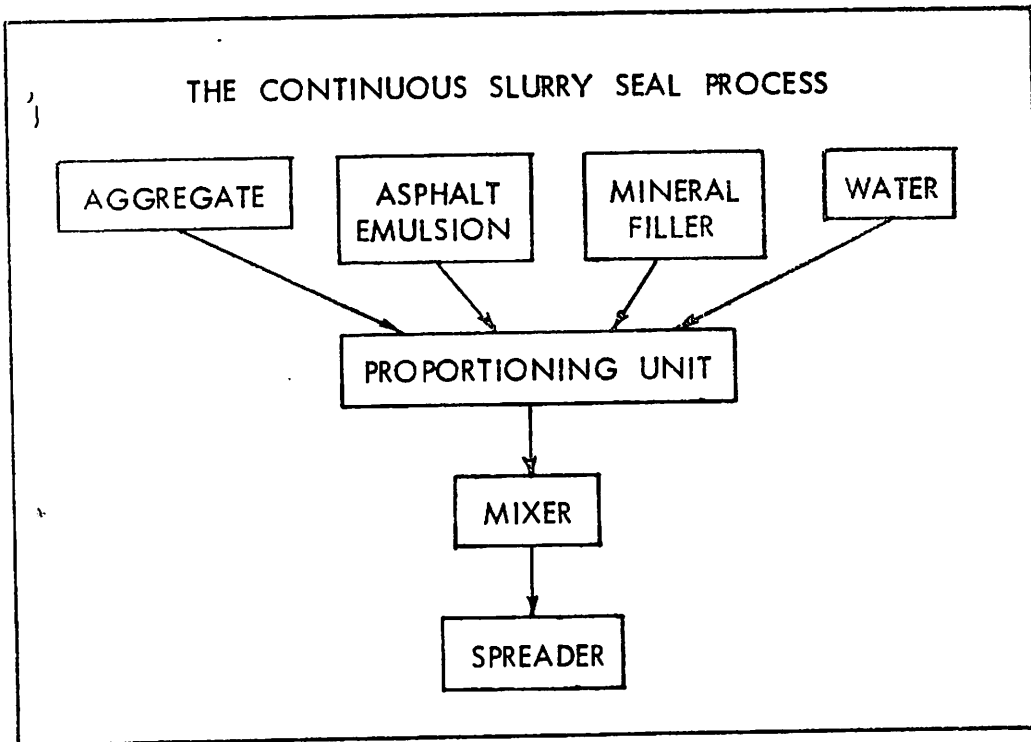 THE CONTINUOUS SLURRY SEAL PROCESS
AGGREGATE
ASPHALT
EMULSION
MINERAL
FILLER
WATER
PROPORTIONING UNIT
MIXER
SPREADER